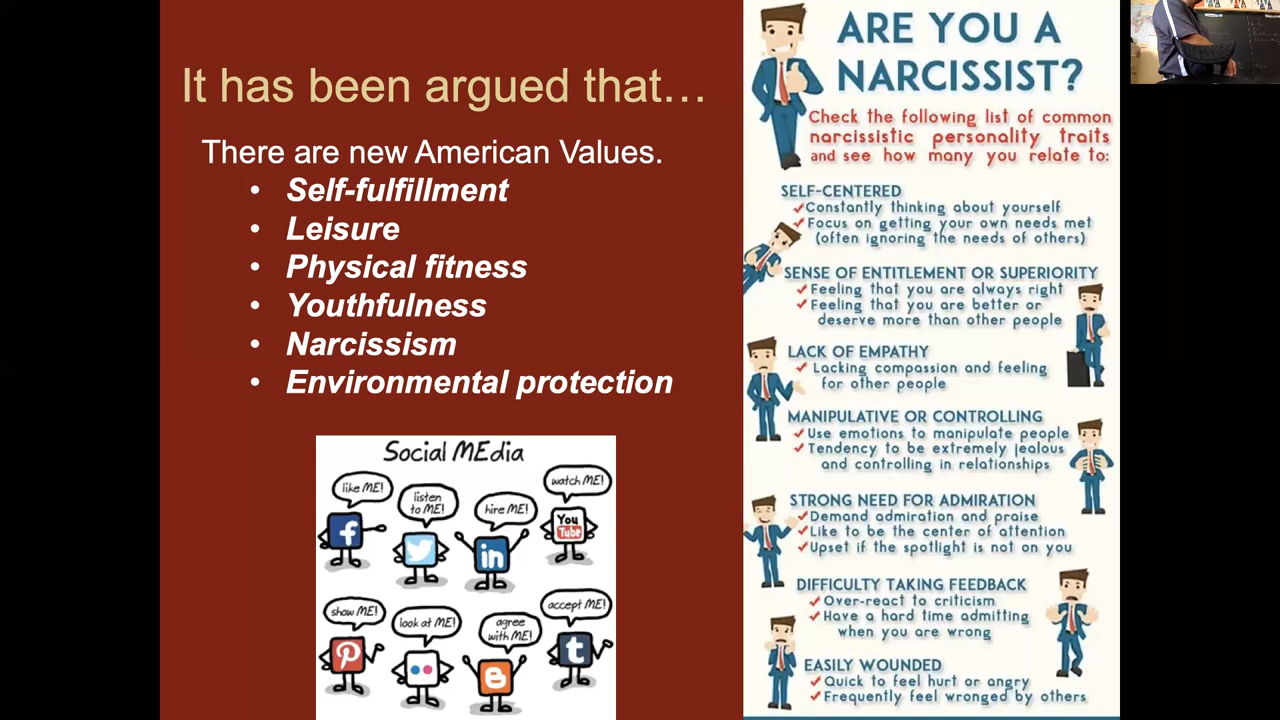 It has been argued that…
There are new American Values.
• Self-fulfillment
• Leisure
• Physical fitness
• Youthfulness
• Narcissism
• Environmental protection
Social MEdia
like ME!
listen
to ME!
hire ME!
watch ME!
f
in
You
Tube
show ME!
look at ME!
agree
with ME!
accept ME!
P
B
t
ARE YOU A
NARCISSIST?
Check the following list of common
narcissistic personality traits
and see how many you relate to:
SELF-CENTERED
Constantly thinking about yourself
Focus on getting your own needs met
(often ignoring the needs of others)
SENSE OF ENTITLEMENT OR SUPERIORITY
Feeling that you are always right
Feeling that you are better or
deserve more than other people
LACK OF EMPATHY
Lacking compassion and feeling
for other people
MANIPULATIVE OR CONTROLLING
Use emotions to manipulate people
Tendency to be extremely jealous
and controlling in relationships
STRONG NEED FOR ADMIRATION
Demand admiration and praise
Like to be the center of attention
Upset if the spotlight is not on you
DIFFICULTY TAKING FEEDBACK
Over-react to criticism
Have a hard time admitting
when you are wrong
EASILY WOUNDED
Quick to feel hurt or angry
Frequently feel wronged by others